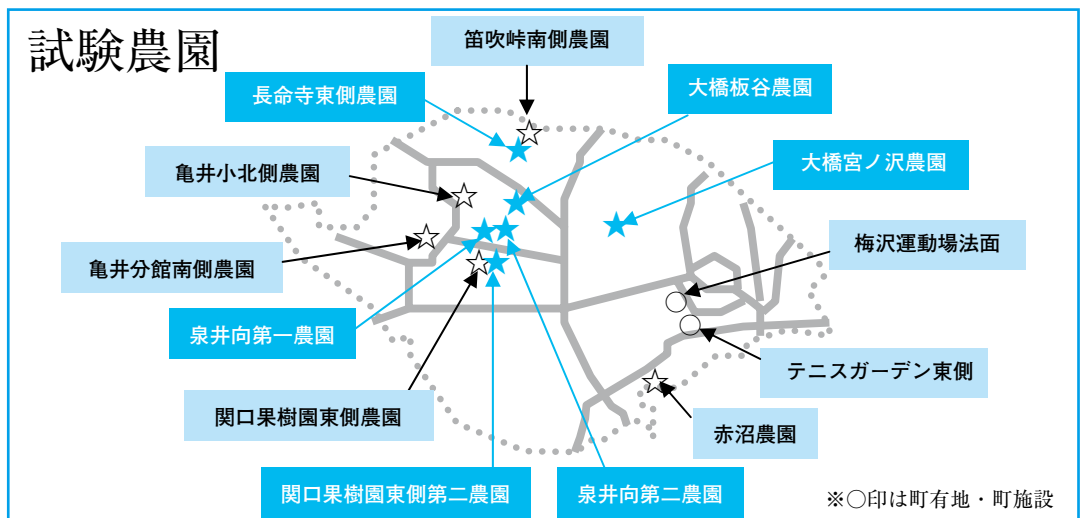 試験農園
笛吹峠南側農園
長命寺東側農園
大橋板谷農園
亀井小北側農園
大橋宮ノ沢農園
亀井分館南側農園
梅沢運動場法面
泉井向第一農園
テニスガーデン東側
関口果樹園東側農園
赤沼農園
関口果樹園東側第二農園
泉井向第二農園
※○印は町有地・町施設